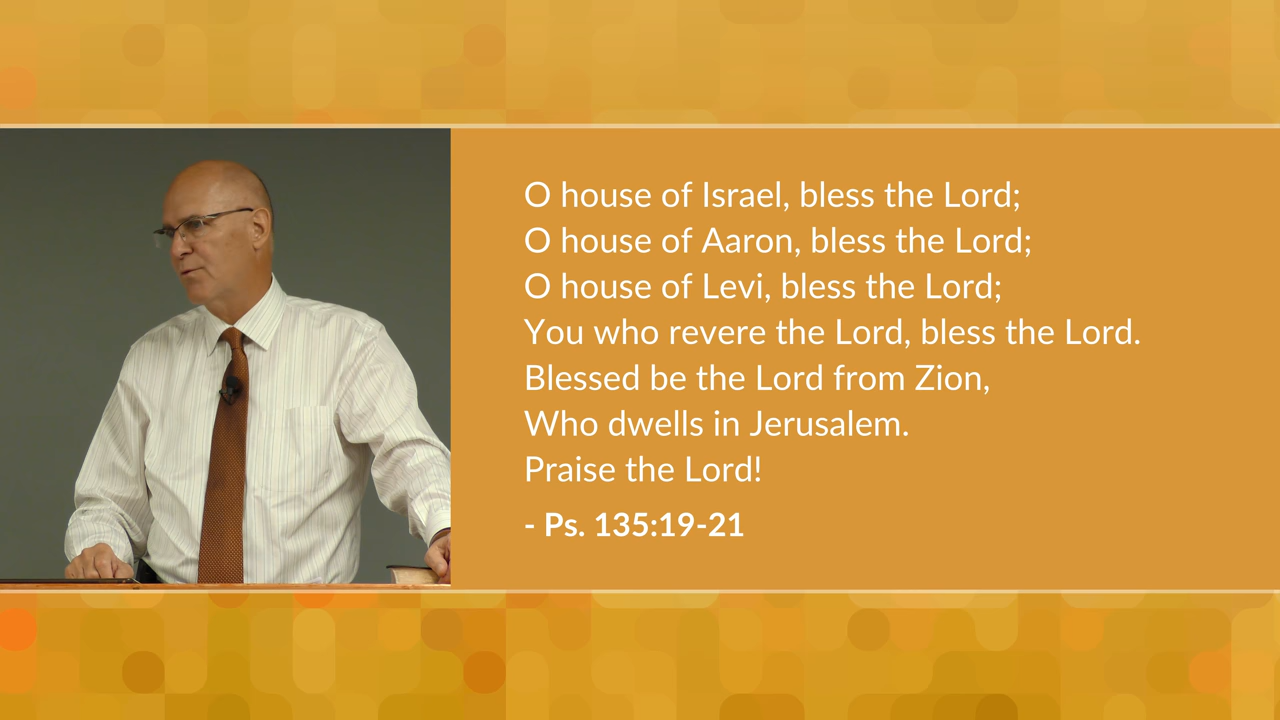 O house of Israel, bless the Lord;
O house of Aaron, bless the Lord;
O house of Levi, bless the Lord;
You who revere the Lord, bless the Lord.
Blessed be the Lord from Zion,
Who dwells in Jerusalem.
Praise the Lord!
- Ps. 135:19-21